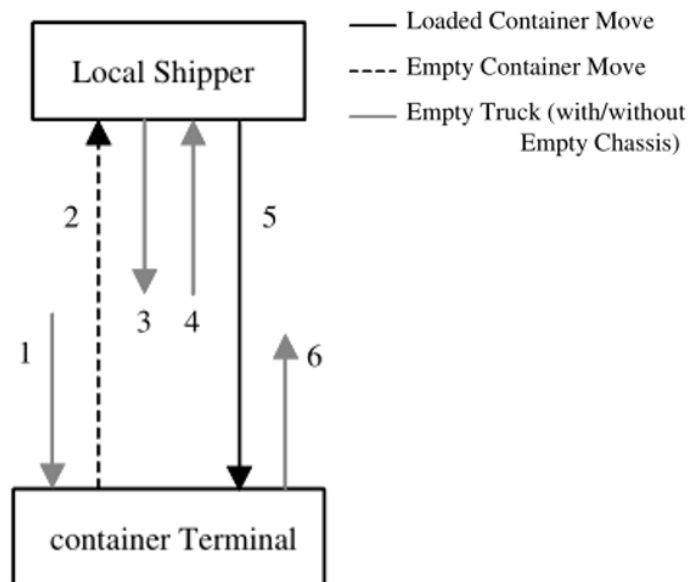 Local Shipper
Loaded Container Move
Empty Container Move
Empty Truck (with/without
Empty Chassis)
2
5
3
4
1
6
container Terminal